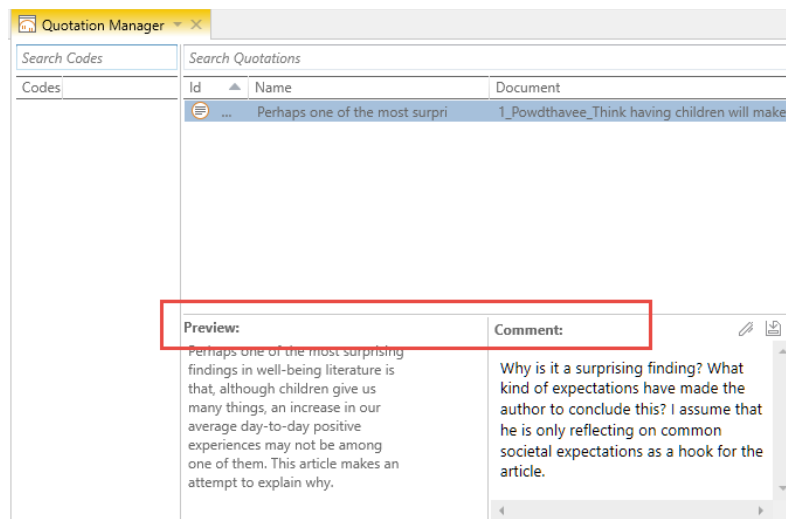 Quotation Manager
Search Codes
Search Quotations
Codes
Id Name Document
... Perhaps one of the most surpri 1_Powdthavee_Think having children will make
Preview:
Perhaps one of the most surprising
findings in well-being literature is
that, although children give us
many things, an increase in our
average day-to-day positive
experiences may not be among
one of them. This article makes an
attempt to explain why.
Comment:
Why is it a surprising finding? What
kind of expectations have made the
author to conclude this? I assume that
he is only reflecting on common
societal expectations as a hook for the
article.